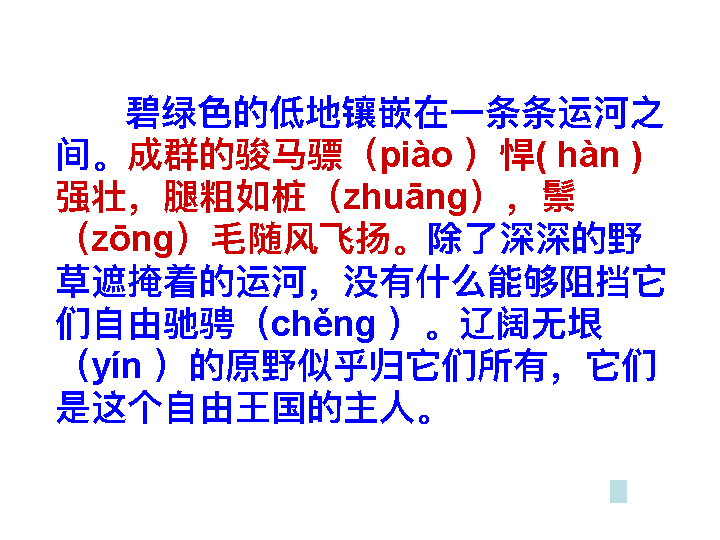 碧绿色的低地镶嵌在一条条运河之
间。成群的骏马骠（piào ）悍( hàn )
强壮，腿粗如桩（zhuāng），鬃
（zōng）毛随风飞扬。除了深深的野
草遮掩着的运河，没有什么能够阻挡它
们自由驰骋（chěng ）。辽阔无垠
（yín ）的原野似乎归它们所有，它们
是这个自由王国的主人。